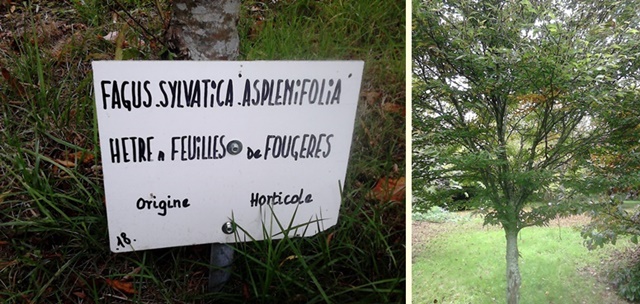 FAGUS.SYLVATICA.ASPLENIFOLIA
HETRE A FEUILLES DE FOUGERES
Origine Horticole
18